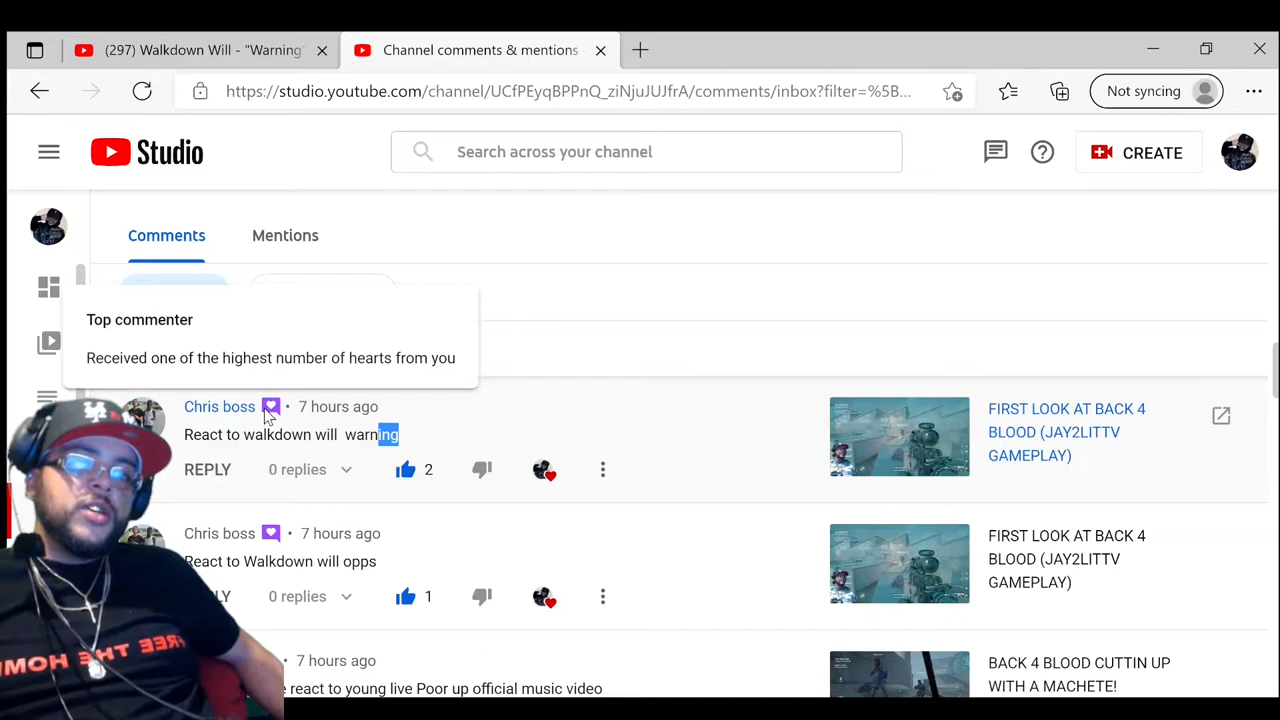 (297) Walkdown Will - "Warning"
Channel comments & mentions
https://studio.youtube.com/channel/UCfPEyqBPPnQ_ziNjuJUJfrA/comments/inbox?filter=%5B...
Not syncing
Studio
Search across your channel
CREATE
Comments
Mentions
Top commenter
Received one of the highest number of hearts from you
Chris boss • 7 hours ago
React to walkdown will warning
REPLY 0 replies 2
FIRST LOOK AT BACK 4
BLOOD (JAY2LITTV
GAMEPLAY)
Chris boss • 7 hours ago
React to Walkdown will opps
0 replies 1
FIRST LOOK AT BACK 4
BLOOD (JAY2LITTV
GAMEPLAY)
• 7 hours ago
react to young live Poor up official music video
BACK 4 BLOOD CUTTIN UP
WITH A MACHETE!
FREE THE HOM